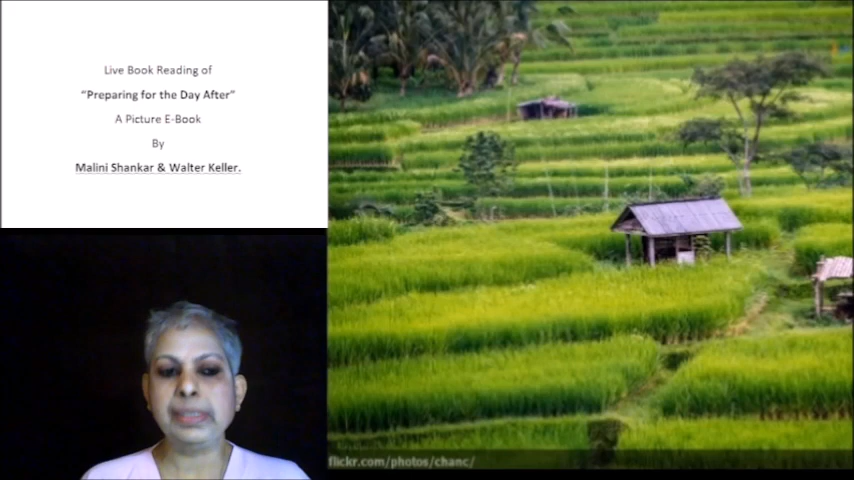 Live Book Reading of
“Preparing for the Day After”
A Picture E-Book
By
Malini Shankar & Walter Keller.
flickr.com/photos/chanc/